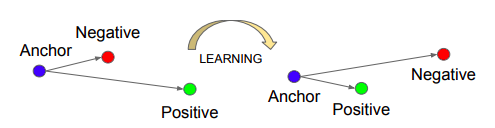 Negative
Anchor
Positive
LEARNING
Anchor
Negative
Positive